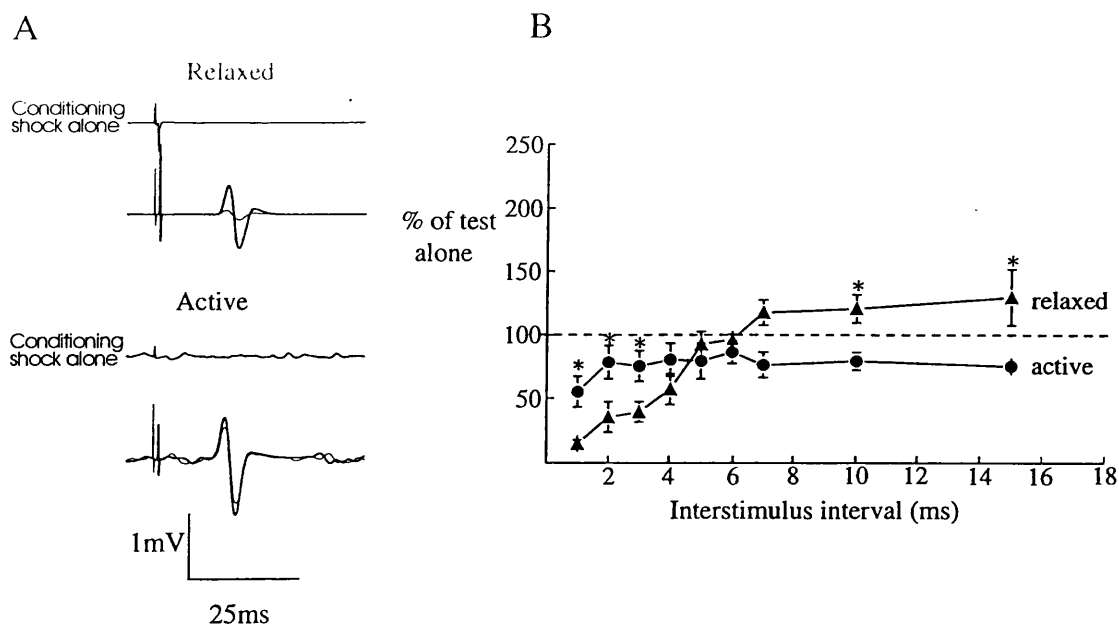 A
Relaxed
Conditioning
shock alone
Active
Conditioning
shock alone
1mV
25ms
B
250
200
150
100
50
% of test
alone
*
*
*
*
*
relaxed
active
2 4 6 8 10 12 14 16 18
Interstimulus interval (ms)